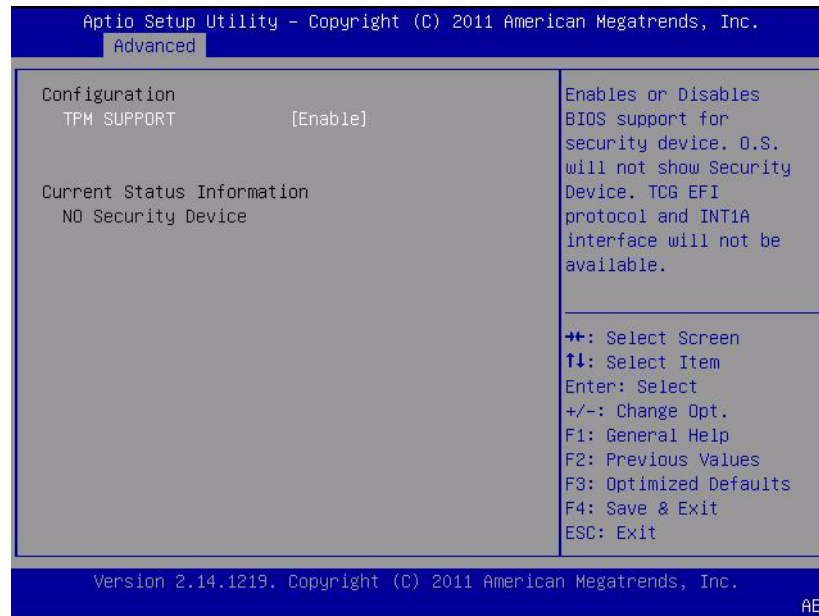 Aptio Setup Utility – Copyright (C) 2011 American Megatrends, Inc.
Advanced
Configuration
TPM SUPPORT [Enable]
Current Status Information
NO Security Device
Enables or Disables
BIOS support for
security device. O.S.
will not show Security
Device. TCG EFI
protocol and INT1A
interface will not be
available.
→←: Select Screen
↑↓: Select Item
Enter: Select
+/-: Change Opt.
F1: General Help
F2: Previous Values
F3: Optimized Defaults
F4: Save & Exit
ESC: Exit
Version 2.14.1219. Copyright (C) 2011 American Megatrends, Inc.